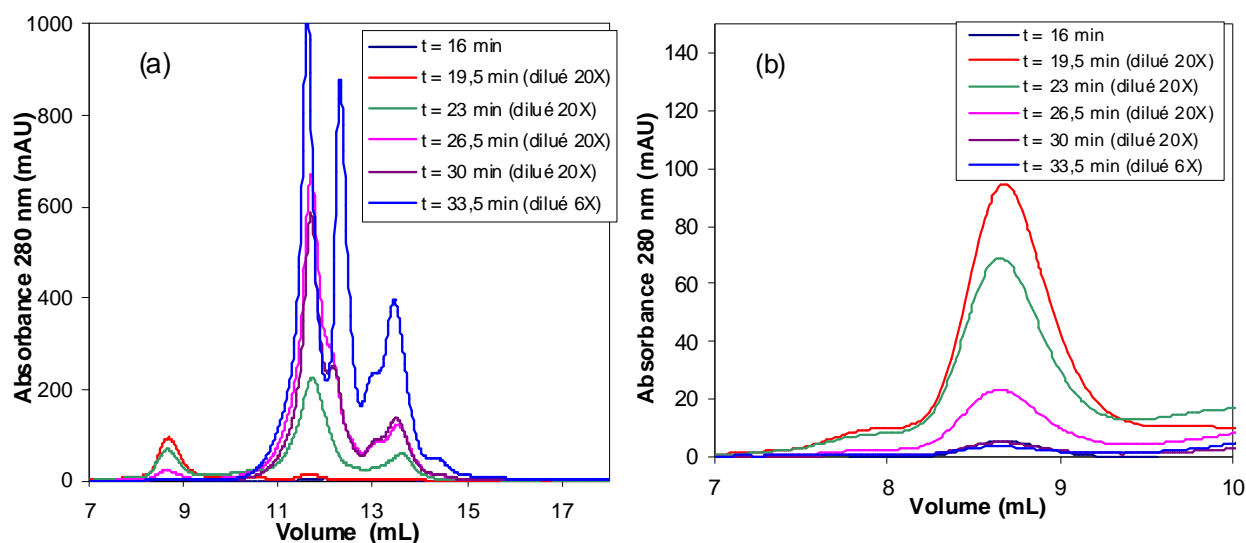 (a)
Absorbance 280 nm (mAU)
1000
800
600
400
200
0
7 9 11 13 15 17
Volume (mL)
t = 16 min
t = 19,5 min (dilué 20X)
t = 23 min (dilué 20X)
t = 26,5 min (dilué 20X)
t = 30 min (dilué 20X)
t = 33,5 min (dilué 6X)
(b)
Absorbance 280 nm (mAU)
140
120
100
80
60
40
20
0
7 8 9 10
Volume (mL)
t = 16 min
t = 19,5 min (dilué 20X)
t = 23 min (dilué 20X)
t = 26,5 min (dilué 20X)
t = 30 min (dilué 20X)
t = 33,5 min (dilué 6X)